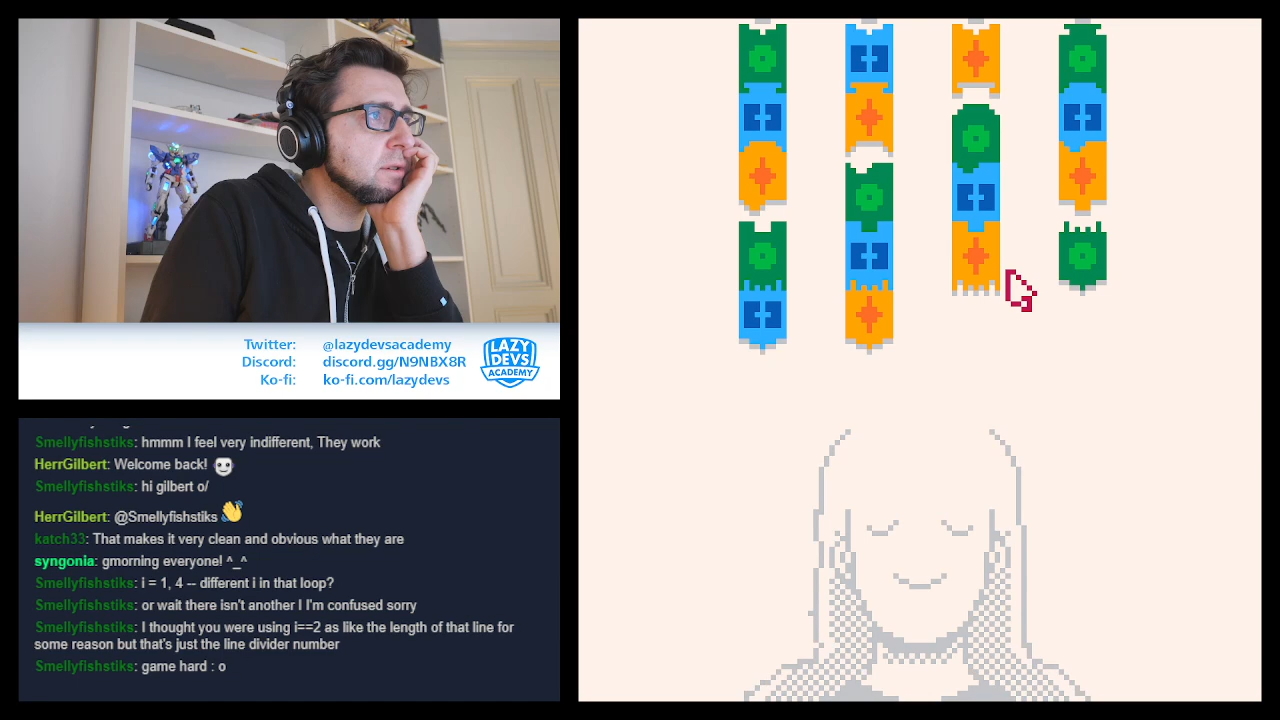 Twitter: @lazydevsacademy
Discord: discord.gg/N9NBX8R
Ko-fi: ko-fi.com/lazydevs
LAZY
DEVS
ACADEMY
Smellyfishstiks: hmmm I feel very indifferent, They work
HerrGilbert: Welcome back!
Smellyfishstiks: hi gilbert o/
HerrGilbert: @Smellyfishstiks
katch33: That makes it very clean and obvious what they are
syngonia: gmorning everyone! ^_^
Smellyfishstiks: i = 1, 4 -- different i in that loop?
Smellyfishstiks: or wait there isn't another I I'm confused sorry
Smellyfishstiks: I thought you were using i==2 as like the length of that line for
some reason but that's just the line divider number
Smellyfishstiks: game hard : o